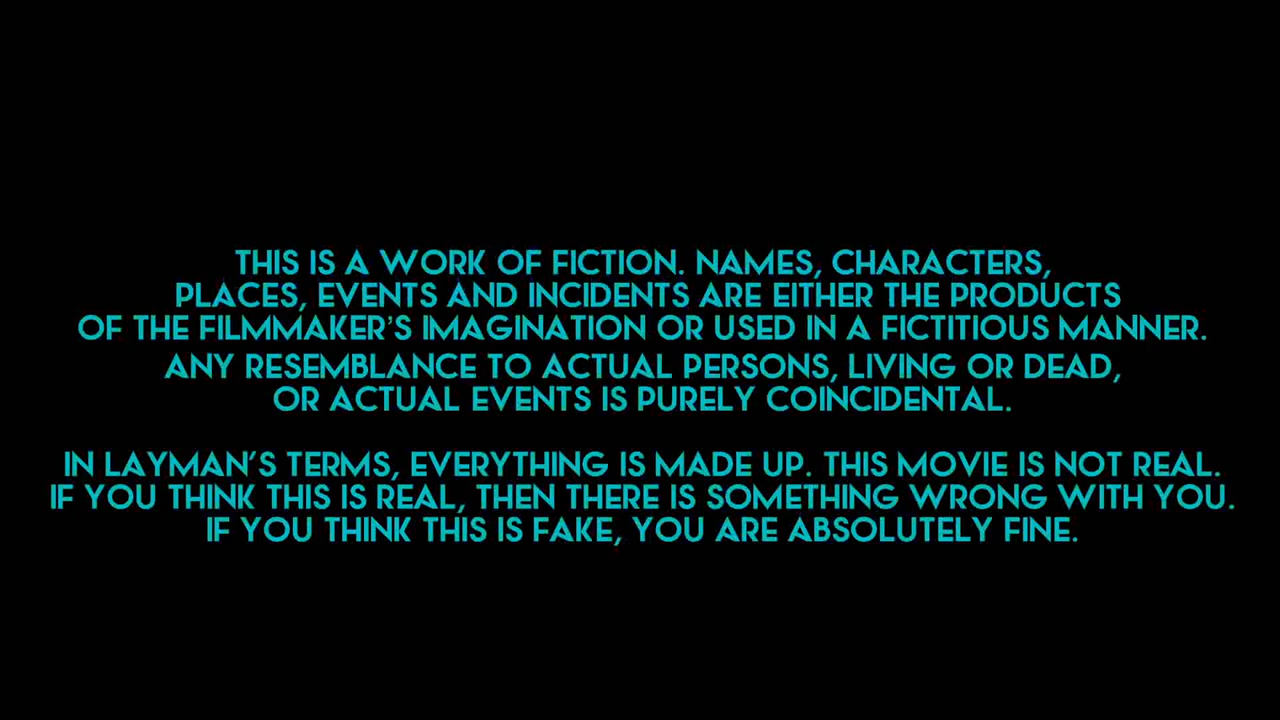 THIS IS A WORK OF FICTION. NAMES, CHARACTERS,
PLACES, EVENTS AND INCIDENTS ARE EITHER THE PRODUCTS
OF THE FILMMAKER'S IMAGINATION OR USED IN A FICTITIOUS MANNER.
ANY RESEMBLANCE TO ACTUAL PERSONS, LIVING OR DEAD,
OR ACTUAL EVENTS IS PURELY COINCIDENTAL.
IN LAYMAN'S TERMS, EVERYTHING IS MADE UP. THIS MOVIE IS NOT REAL.
IF YOU THINK THIS IS REAL, THEN THERE IS SOMETHING WRONG WITH YOU.
IF YOU THINK THIS IS FAKE, YOU ARE ABSOLUTELY FINE.